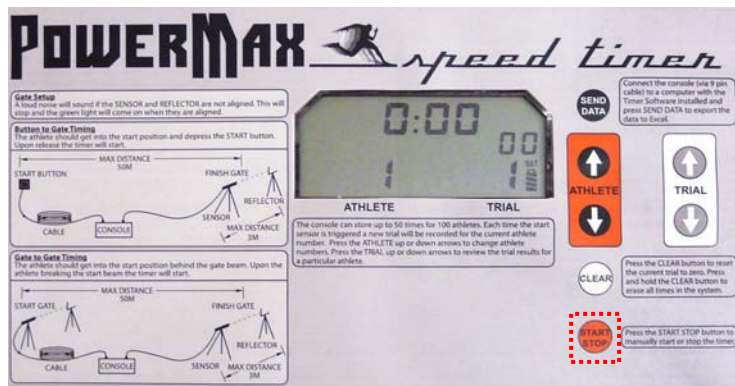 POWERMAX speed timer
Gate Setup
A loud noise will sound if the SENSOR and REFLECTOR are not aligned. This will
stop and the green light will come on when they are aligned.
Button to Gate Timing
The athlete should get into the start position and depress the START button.
Upon release the timer will start.
MAX DISTANCE
50M
START BUTTON
FINISH GATE
REFLECTOR
SENSOR
MAX DISTANCE
3M
CABLE
CONSOLE
Gate to Gate Timing
The athlete should get into the start position behind the gate beam. Upon the
athlete breaking the start beam the timer will start.
MAX DISTANCE
50M
START GATE
FINISH GATE
REFLECTOR
CABLE
CONSOLE
SENSOR
MAX DISTANCE
3M
0:00
00
1
1
ATHLETE
TRIAL
The console can store up to 50 times for 100 athletes. Each time the start
sensor is triggered a new trial will be recorded for the current athlete
number. Press the ATHLETE up or down arrows to change athlete
numbers. Press the TRIAL up or down arrows to review the trial results for
a particular athlete.
SEND
DATA
Connect the console (via 9 pin
cable) to a computer with the
Timer Software installed and
press SEND DATA to export the
data to Excel.
ATHLETE
TRIAL
CLEAR
Press the CLEAR button to reset
the current trial to zero. Press
and hold the CLEAR button to
erase all times in the system.
START
STOP
Press the START STOP button to
manually start or stop the timer.